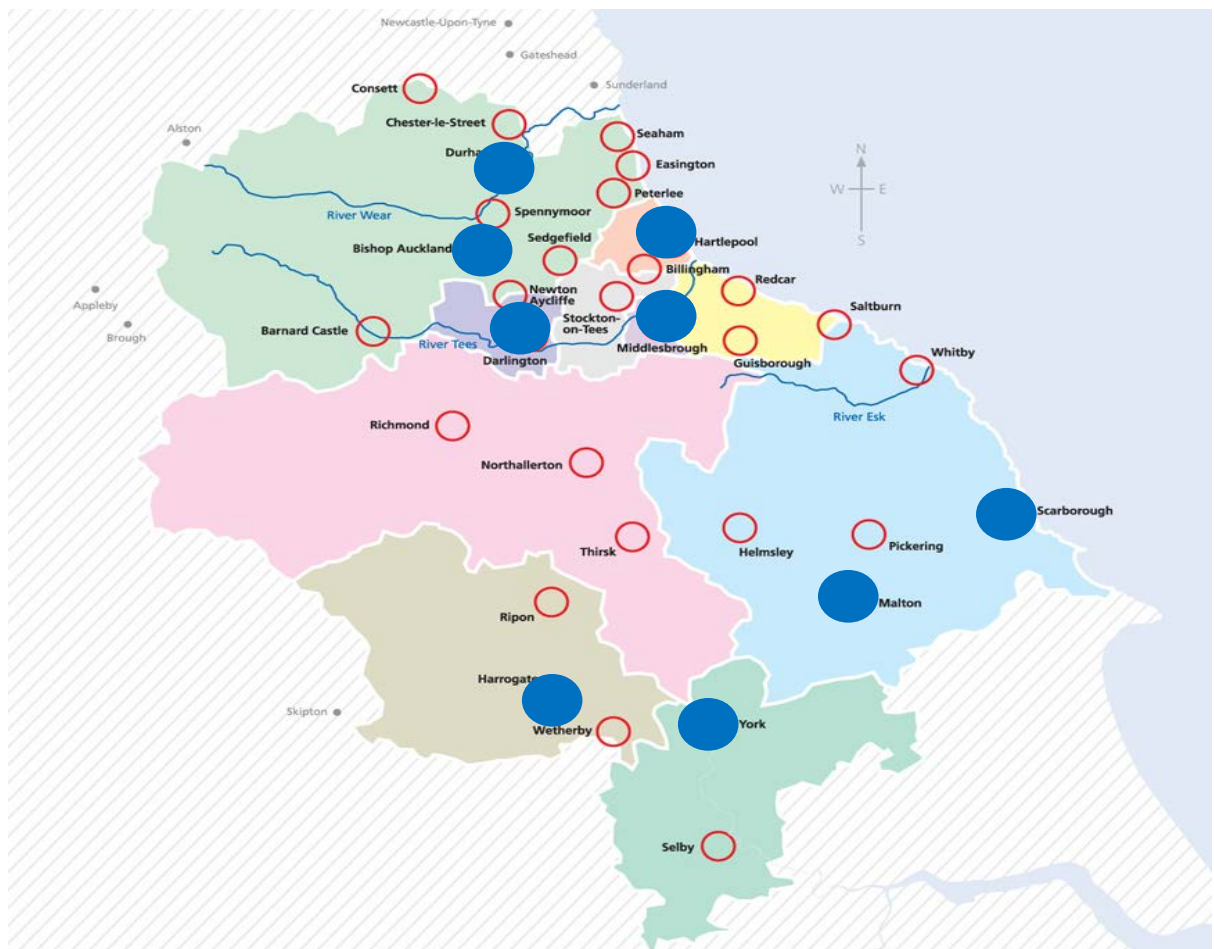 Newcastle-Upon-Tyne
Gateshead
Consett
Sunderland
Chester-le-Street
Alston
Seaham
Durha
Easington
Peterlee
N
W
E
S
River Wear
Spennymoor
Sedgefield
Bishop Auckland
Hartlepool
Billingham
Redcar
Appleby
Newton
Aycliffe
Saltburn
Brough
Barnard Castle
Stockton-
on-Tees
River Tees
Middlesbrough
Darlington
Guisborough
Whitby
River Esk
Richmond
Northallerton
Scarborough
Thirsk
Helmsley
Pickering
Malton
Ripon
Harrogat
Skipton
Wetherby
York
Selby